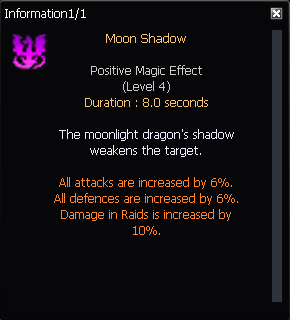 Information1/1
Moon Shadow
Positive Magic Effect
(Level 4)
Duration : 8.0 seconds
The moonlight dragon's shadow
weakens the target.
All attacks are increased by 6%.
All defences are increased by 6%.
Damage in Raids is increased by
10%.